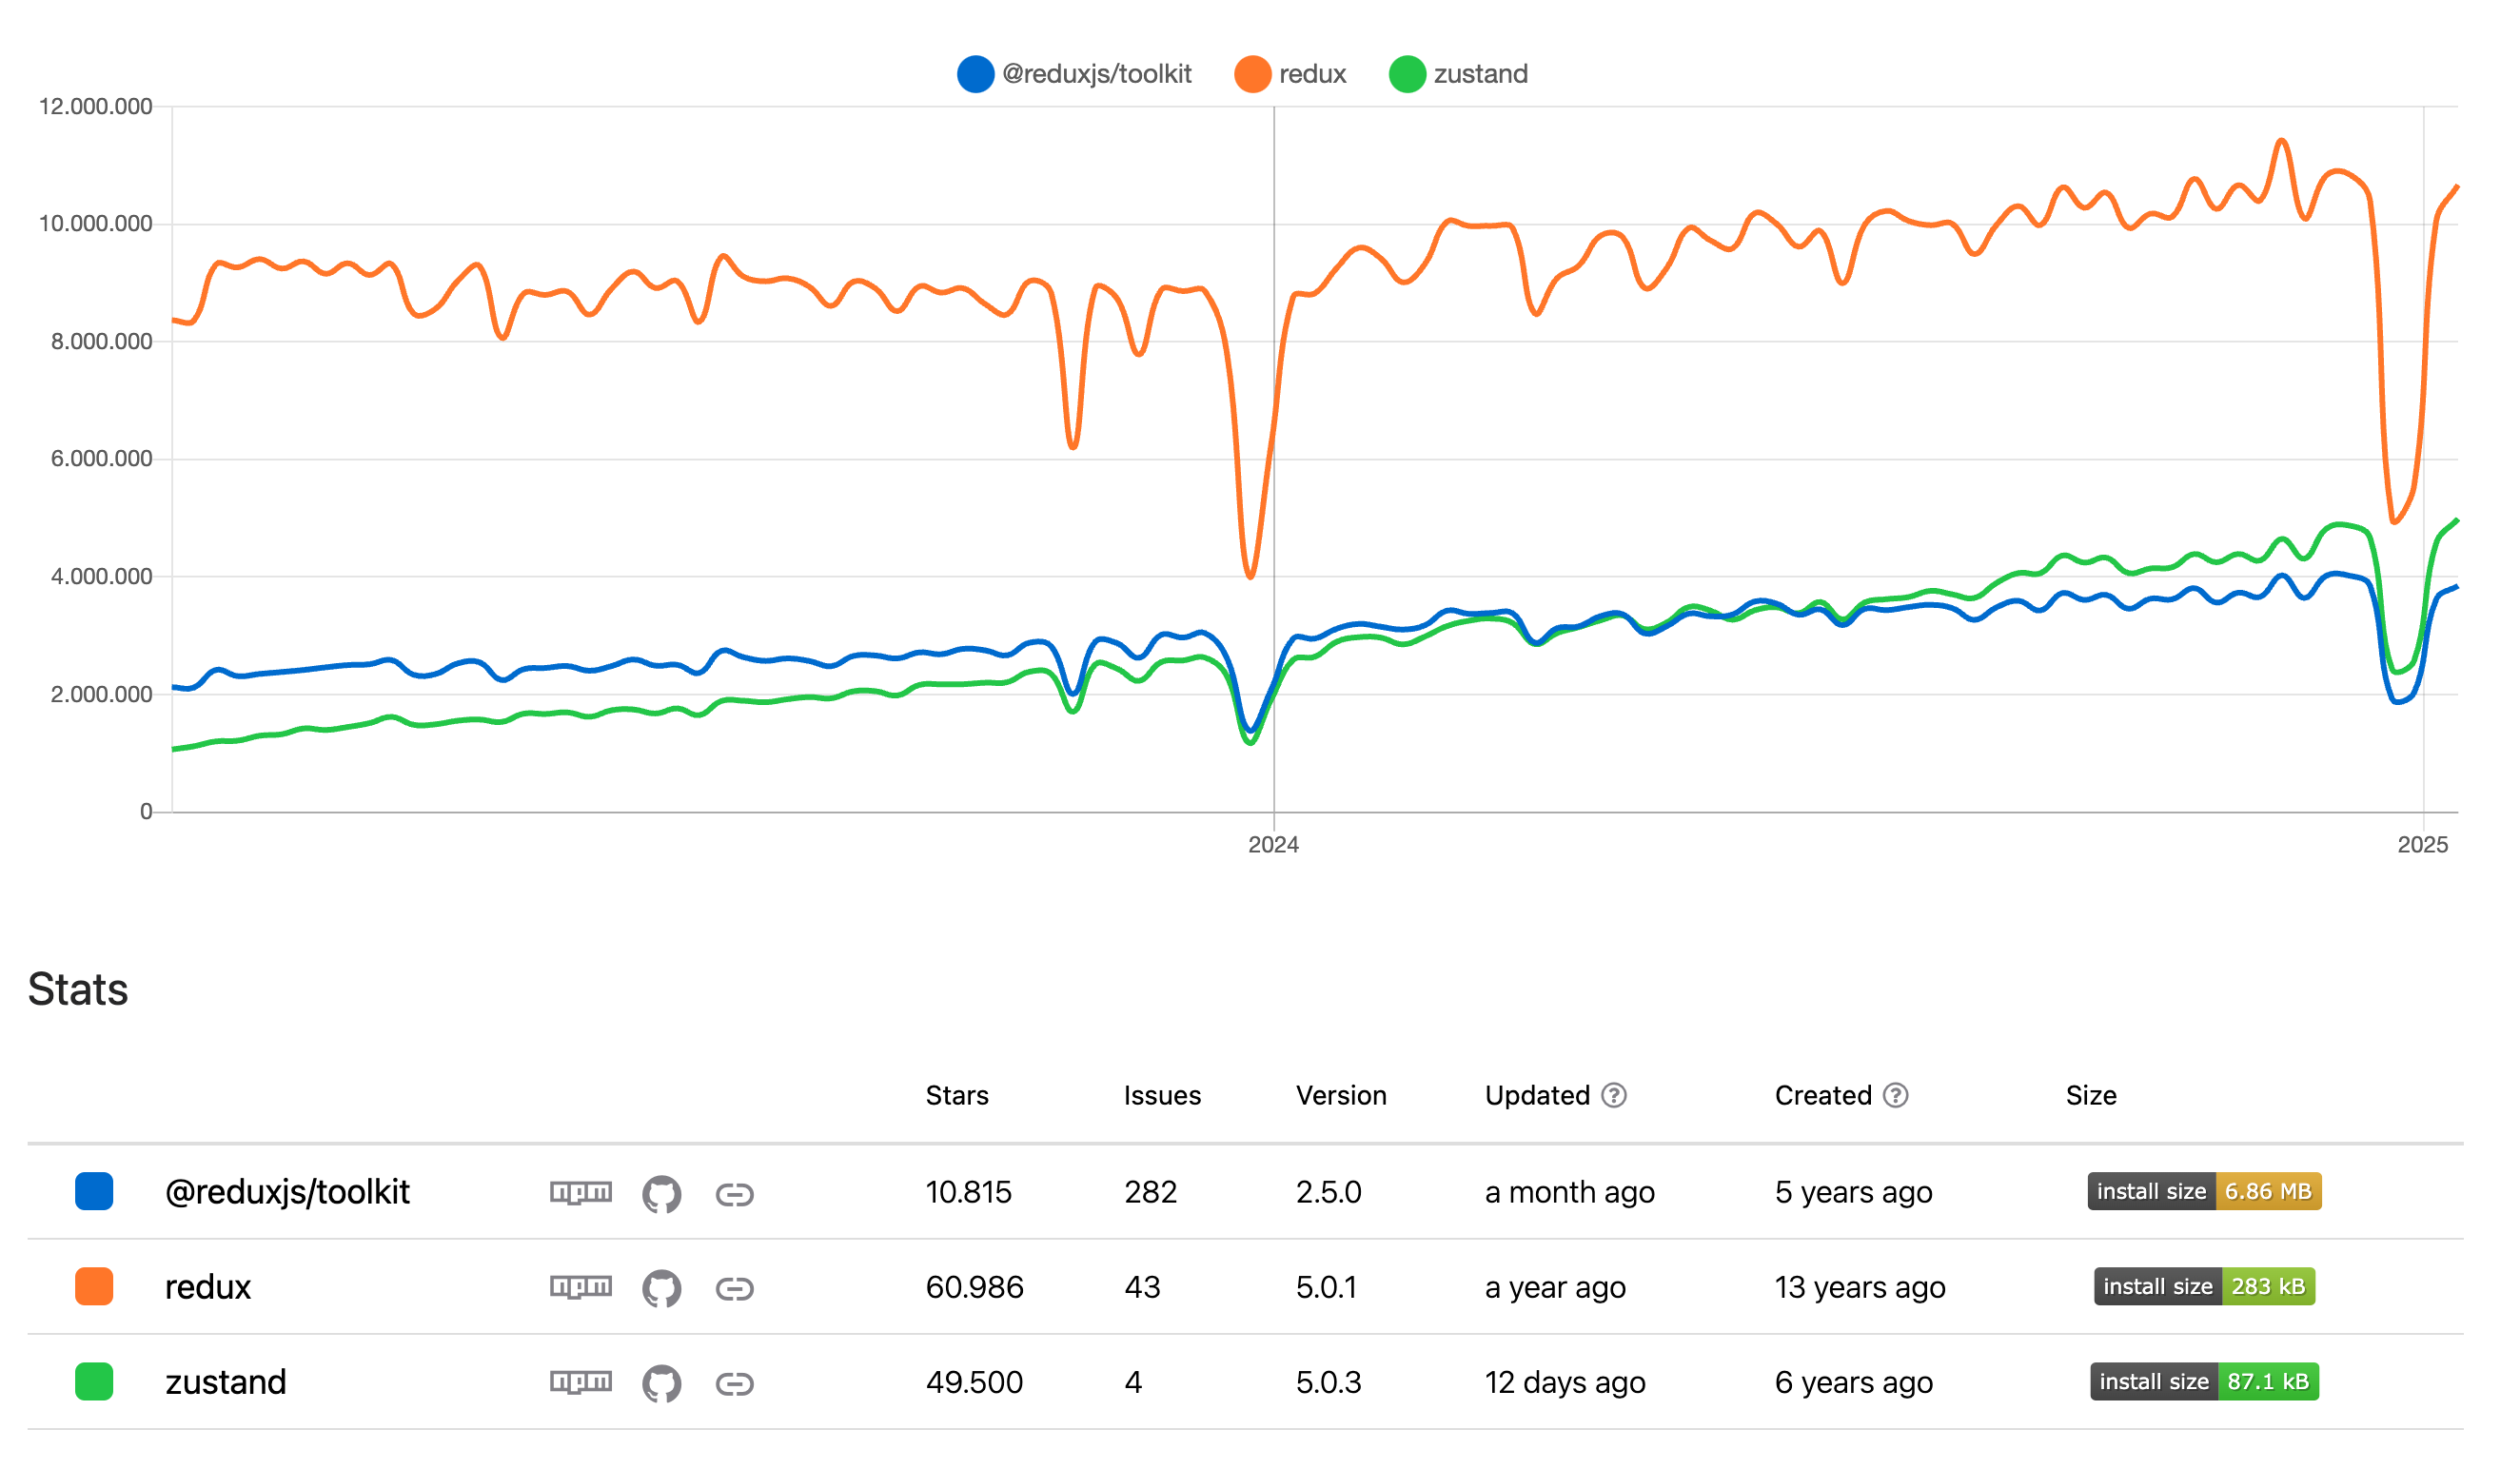 @reduxjs/toolkit redux zustand
12.000.000
10.000.000
8.000.000
6.000.000
4.000.000
2.000.000
0
2024 2025
Stats
Stars Issues Version Updated ? Created ? Size
@reduxjs/toolkit npm 10.815 282 2.5.0 a month ago 5 years ago install size 6.86 MB
redux npm 60.986 43 5.0.1 a year ago 13 years ago install size 283 kB
zustand npm 49.500 4 5.0.3 12 days ago 6 years ago install size 87.1 kB